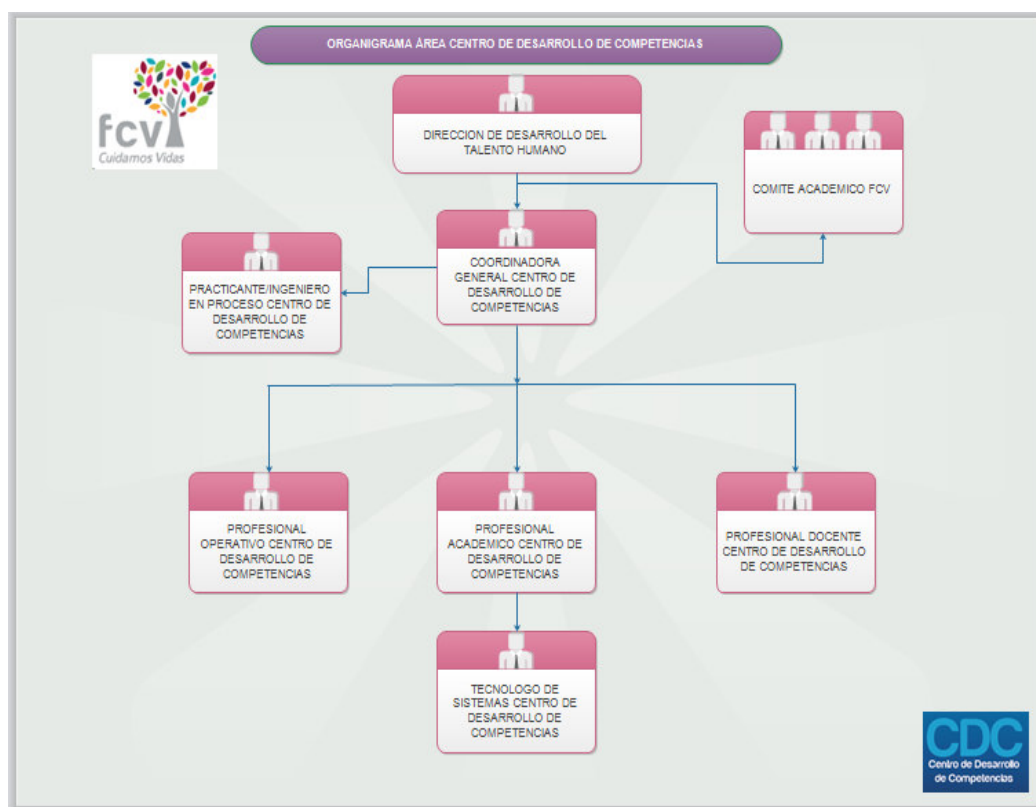 ORGANIGRAMA ÁREA CENTRO DE DESARROLLO DE COMPETENCIAS
fcv
Cuidamos Vidas
DIRECCION DE DESARROLLO DEL
TALENTO HUMANO
COMITE ACADEMICO FCV
COORDINADORA
GENERAL CENTRO DE
DESARROLLO DE
COMPETENCIAS
PRACTICANTE/INGENIERO
EN PROCESO CENTRO DE
DESARROLLO DE
COMPETENCIAS
PROFESIONAL
OPERATIVO CENTRO DE
DESARROLLO DE
COMPETENCIAS
PROFESIONAL
ACADEMICO CENTRO DE
DESARROLLO DE
COMPETENCIAS
PROFESIONAL DOCENTE
CENTRO DE DESARROLLO
DE COMPETENCIAS
TECNOLOGO DE
SISTEMAS CENTRO DE
DESARROLLO DE
COMPETENCIAS
CDC
Centro de Desarrollo
de Competencias